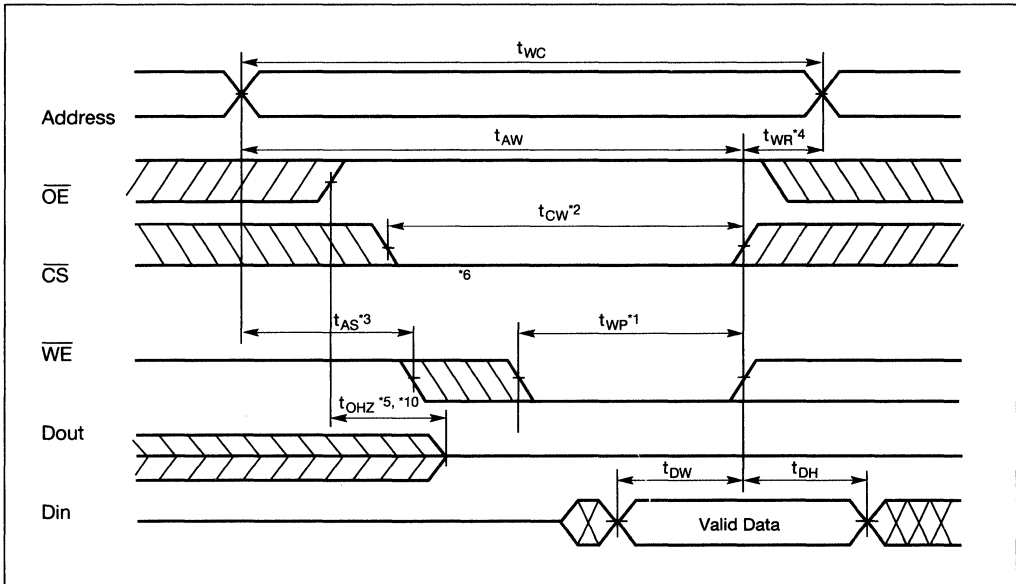 tWC
Address
tAW
tWR*4
OE
tCW*2
CS
*6
tAS*3
tWP*1
WE
tOHZ *5, *10
Dout
tDW
tDH
Din
Valid Data